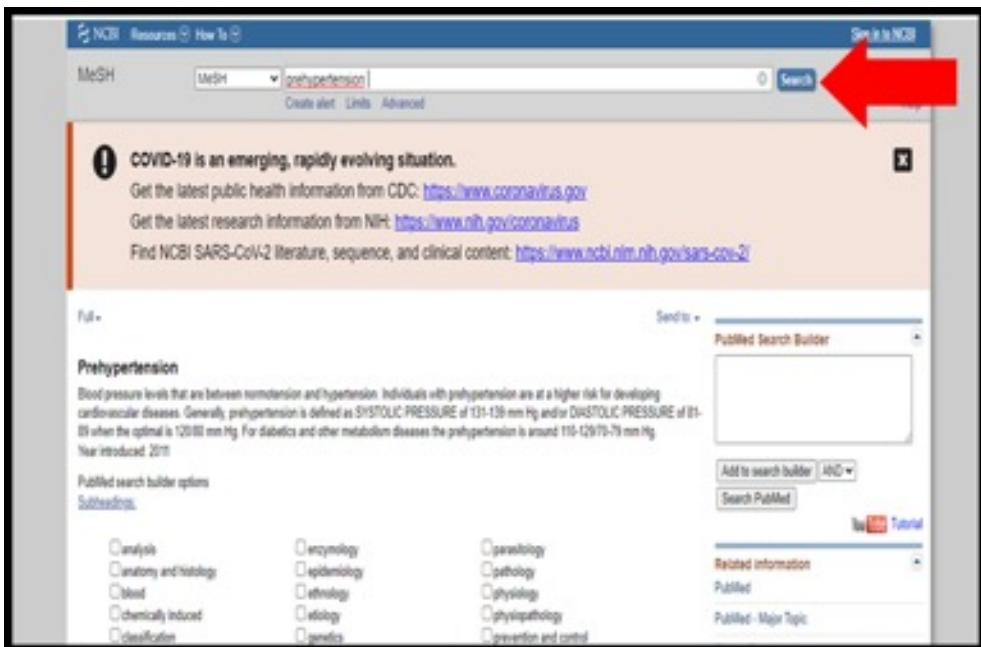 NCBI Resources How To Sign in to NCBI
MeSH MeSH prehypertension Search
Create alert Limits Advanced
COVID-19 is an emerging, rapidly evolving situation.
Get the latest public health information from CDC: https://www.coronavirus.gov
Get the latest research information from NIH: https://www.nih.gov/coronavirus
Find NCBI SARS-CoV-2 literature, sequence, and clinical content: https://www.ncbi.nlm.nih.gov/sars-cov-2/
Full Send to:
PubMed Search Builder
Prehypertension
Blood pressure levels that are between normotension and hypertension. Individuals with prehypertension are at a higher risk for developing
cardiovascular diseases. Generally, prehypertension is defined as SYSTOLIC PRESSURE of 131-139 mm Hg and/or DIASTOLIC PRESSURE of 81-
89 when the optimal is 120/80 mm Hg. For diabetics and other metabolism diseases the prehypertension is around 110-129/70-79 mm Hg.
Year introduced: 2011
PubMed search builder options
Subheadings:
Add to search builder AND
Search PubMed
You Tube Tutorial
analysis enzymology parasitology
anatomy and histology epidemiology pathology
blood ethnology physiology
chemically induced etiology physiopathology
classification genetics prevention and control
Related information
PubMed
PubMed - Major Topic